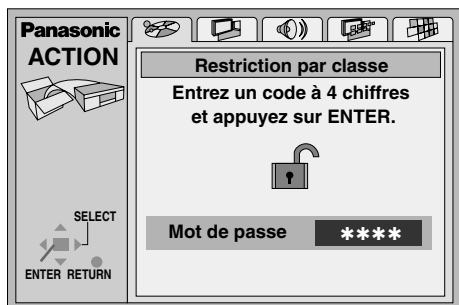 Panasonic
ACTION
Restriction par classe
Entrez un code à 4 chiffres
et appuyez sur ENTER.
Mot de passe ****
SELECT
ENTER RETURN